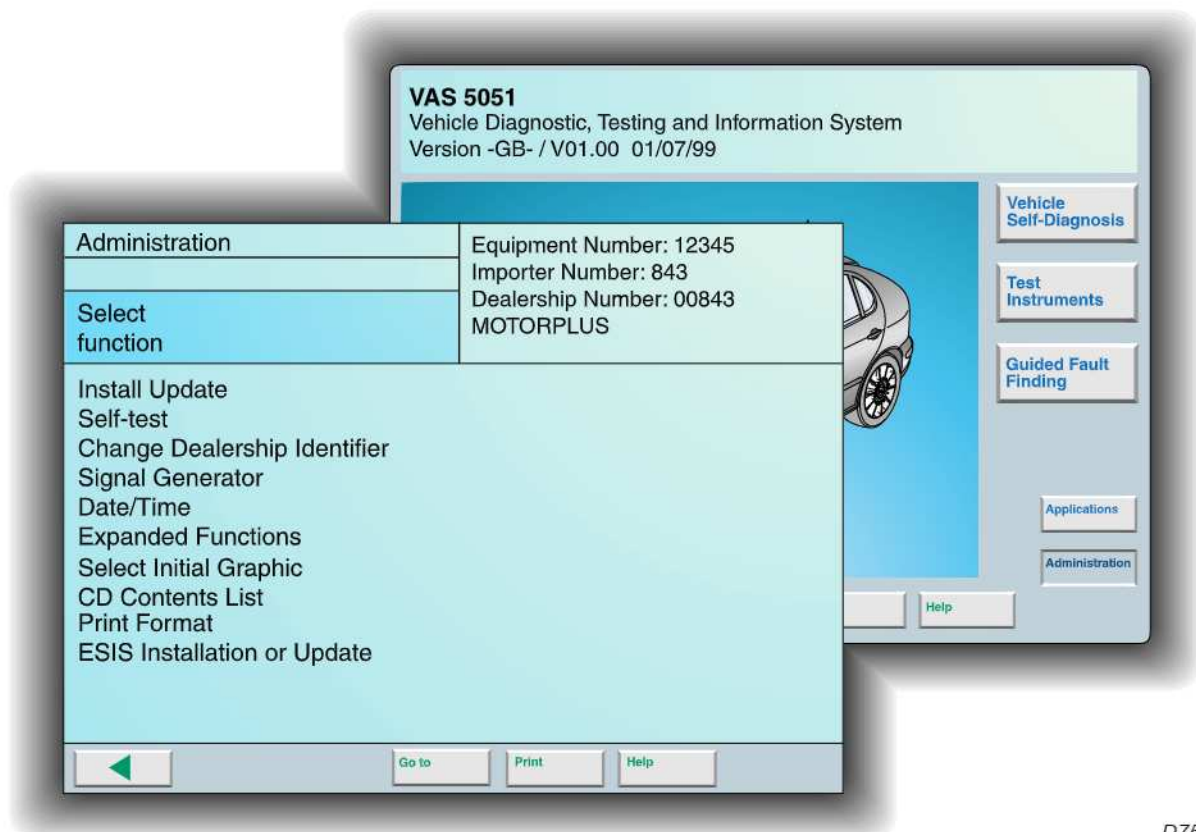 VAS 5051
Vehicle Diagnostic, Testing and Information System
Version -GB- / V01.00 01/07/99
Vehicle
Self-Diagnosis
Test
Instruments
Guided Fault
Finding
Applications
Administration
Help
Administration
Select
function
Equipment Number: 12345
Importer Number: 843
Dealership Number: 00843
MOTORPLUS
Install Update
Self-test
Change Dealership Identifier
Signal Generator
Date/Time
Expanded Functions
Select Initial Graphic
CD Contents List
Print Format
ESIS Installation or Update
Go to
Print
Help